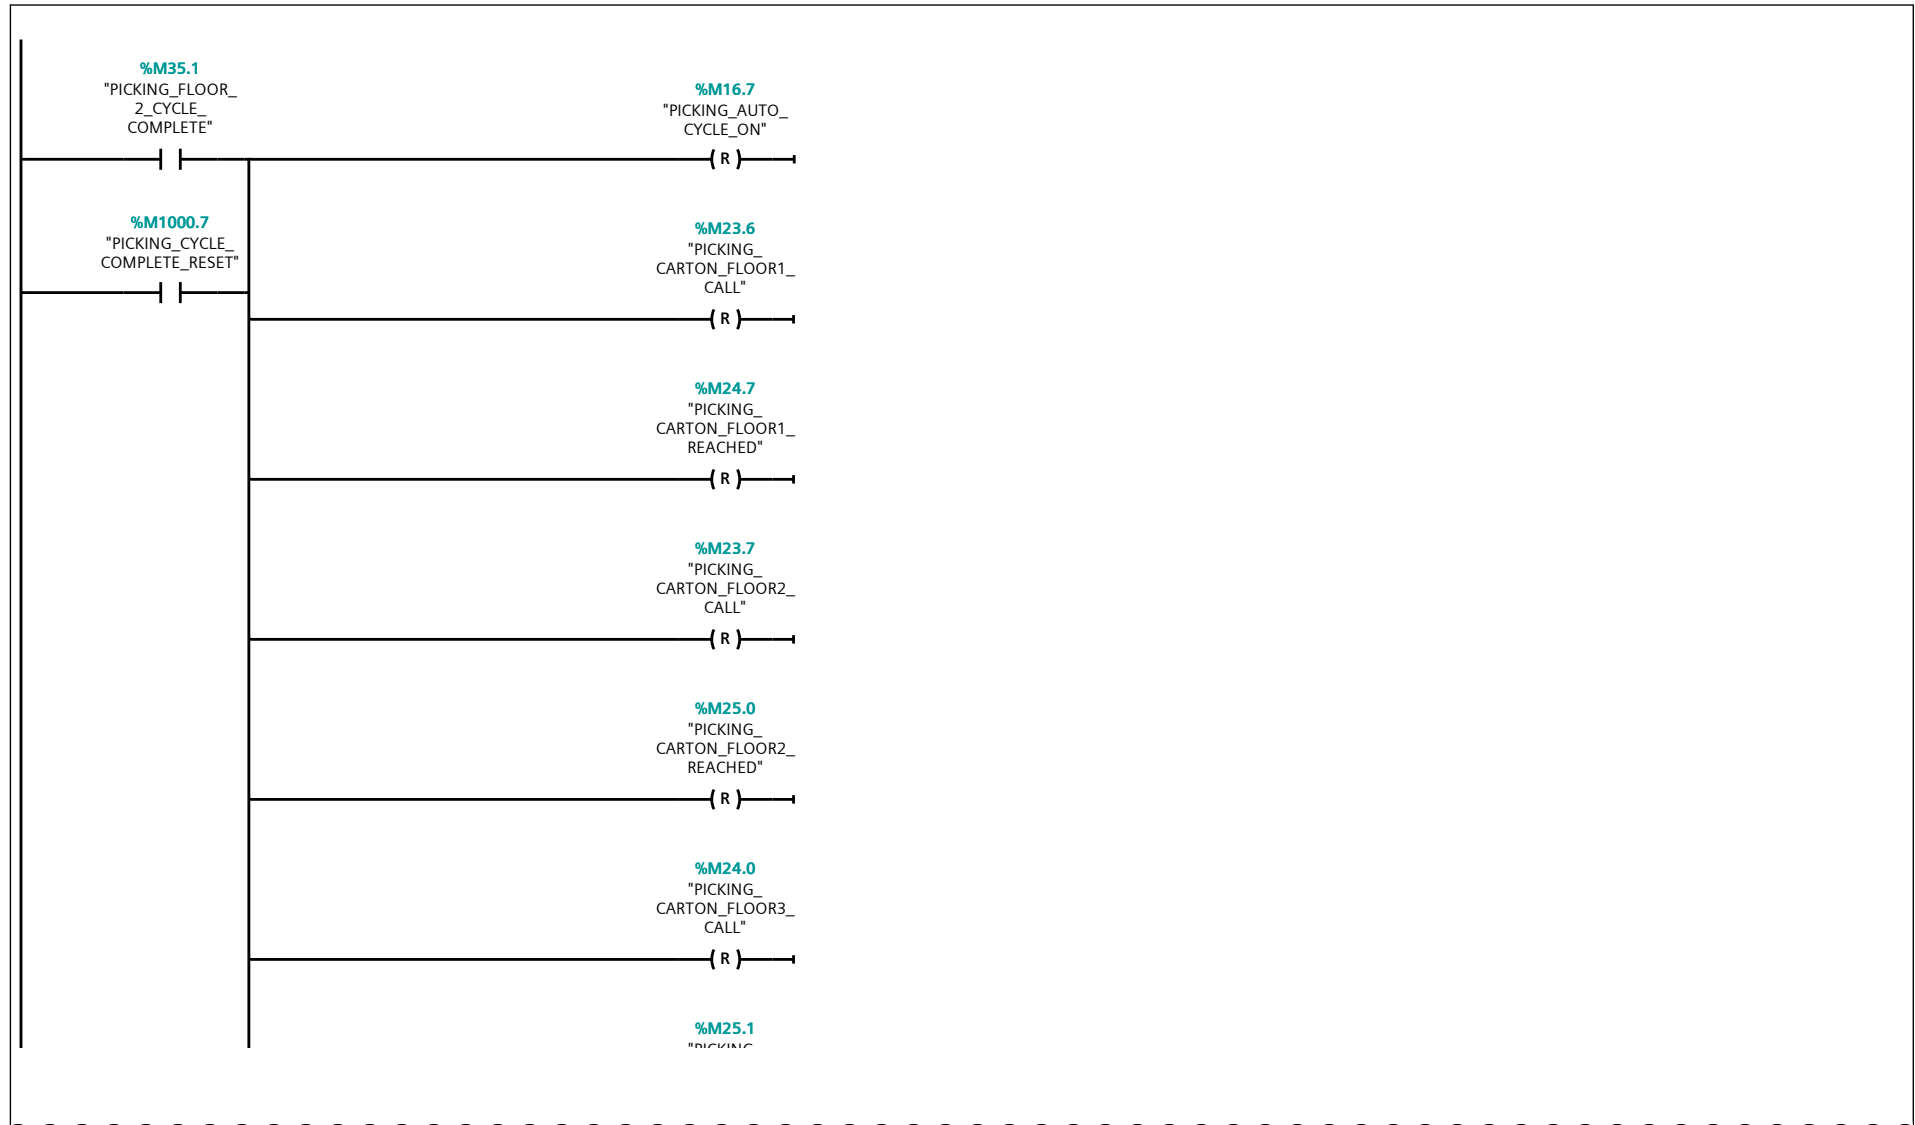 %M35.1
"PICKING_FLOOR_
2_CYCLE_
COMPLETE"
%M16.7
"PICKING_AUTO_
CYCLE_ON"
( R )
%M1000.7
"PICKING_CYCLE_
COMPLETE_RESET"
%M23.6
"PICKING_
CARTON_FLOOR1_
CALL"
( R )
%M24.7
"PICKING_
CARTON_FLOOR1_
REACHED"
( R )
%M23.7
"PICKING_
CARTON_FLOOR2_
CALL"
( R )
%M25.0
"PICKING_
CARTON_FLOOR2_
REACHED"
( R )
%M24.0
"PICKING_
CARTON_FLOOR3_
CALL"
( R )
%M25.1
"PICKING_